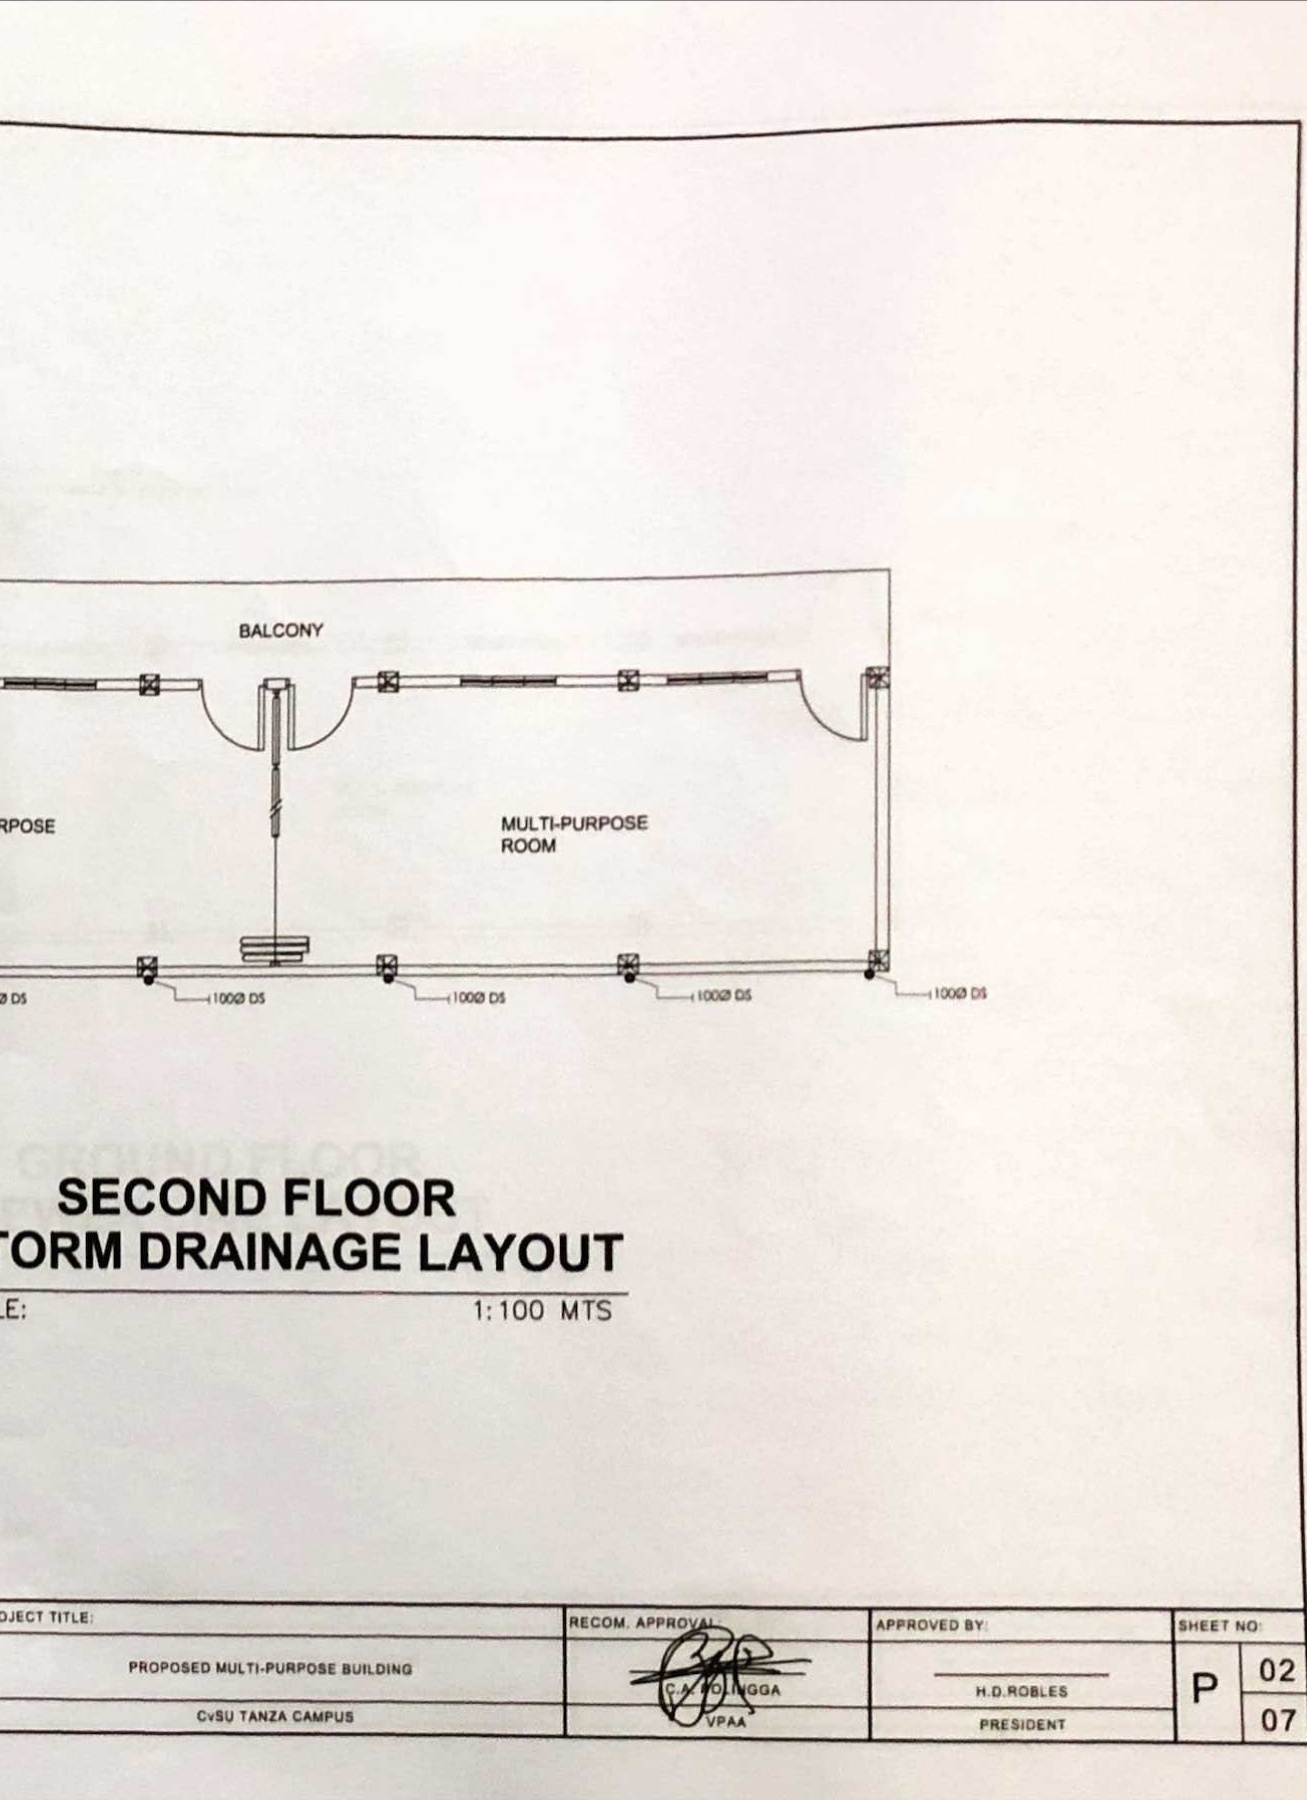 BALCONY
RPOSE
MULTI-PURPOSE
ROOM
Ø DS
100Ø DS
100Ø DS
100Ø DS
100Ø DS
GROUND FLOOR
SECOND FLOOR
TORM DRAINAGE LAYOUT
LE: 1:100 MTS
OJECT TITLE:
PROPOSED MULTI-PURPOSE BUILDING
CvSU TANZA CAMPUS
RECOM. APPROVAL:
C.A.
VPAA
APPROVED BY:
H.D.ROBLES
PRESIDENT
SHEET NO:
P
02
07